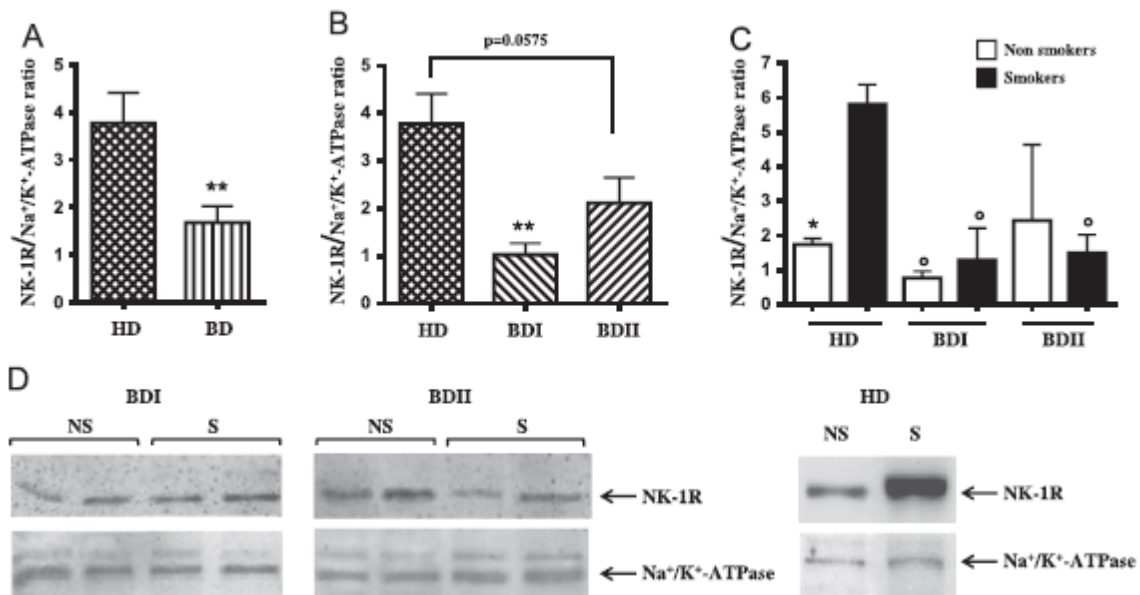 A
NK-1R/Na⁺/K⁺-ATPase ratio
5
4
3
2
1
0
**
HD BD
B
p=0.0575
NK-1R/Na⁺/K⁺-ATPase ratio
5
4
3
2
1
0
**
HD BDI BDII
C
Non smokers
Smokers
NK-1R/Na⁺/K⁺-ATPase ratio
7
6
5
4
3
2
1
0
*
° ° °
HD BDI BDII
D
BDI BDII HD
NS S NS S NS S
NK-1R NK-1R
Na⁺/K⁺-ATPase Na⁺/K⁺-ATPase